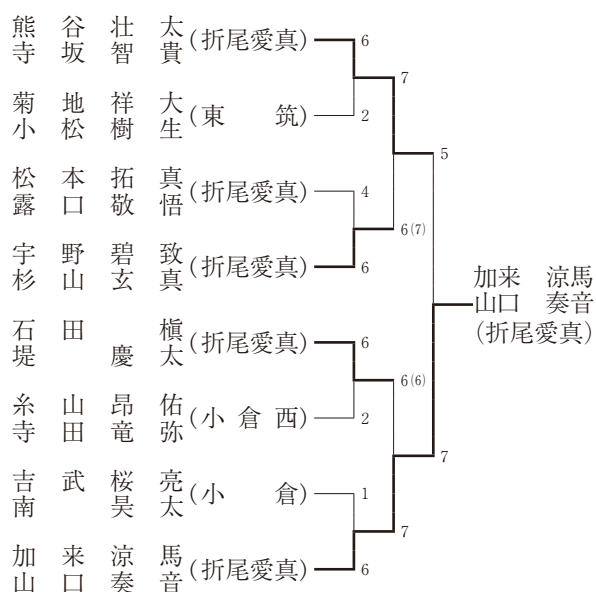 熊谷壮太
寺坂智貴
(折尾愛真)
6
菊地祥大
小松樹生
(東筑)
2
7
松本拓真
露口敬悟
(折尾愛真)
4
宇野碧致
杉山玄真
(折尾愛真)
6
6(7)
5
石田槇
堤慶太
(折尾愛真)
6
糸山昂佑
寺田竜弥
(小倉西)
2
6(6)
吉武桜亮
南昊太
(小倉)
1
加来涼馬
山口奏音
(折尾愛真)
6
7
7
加来 涼馬
山口 奏音
(折尾愛真)